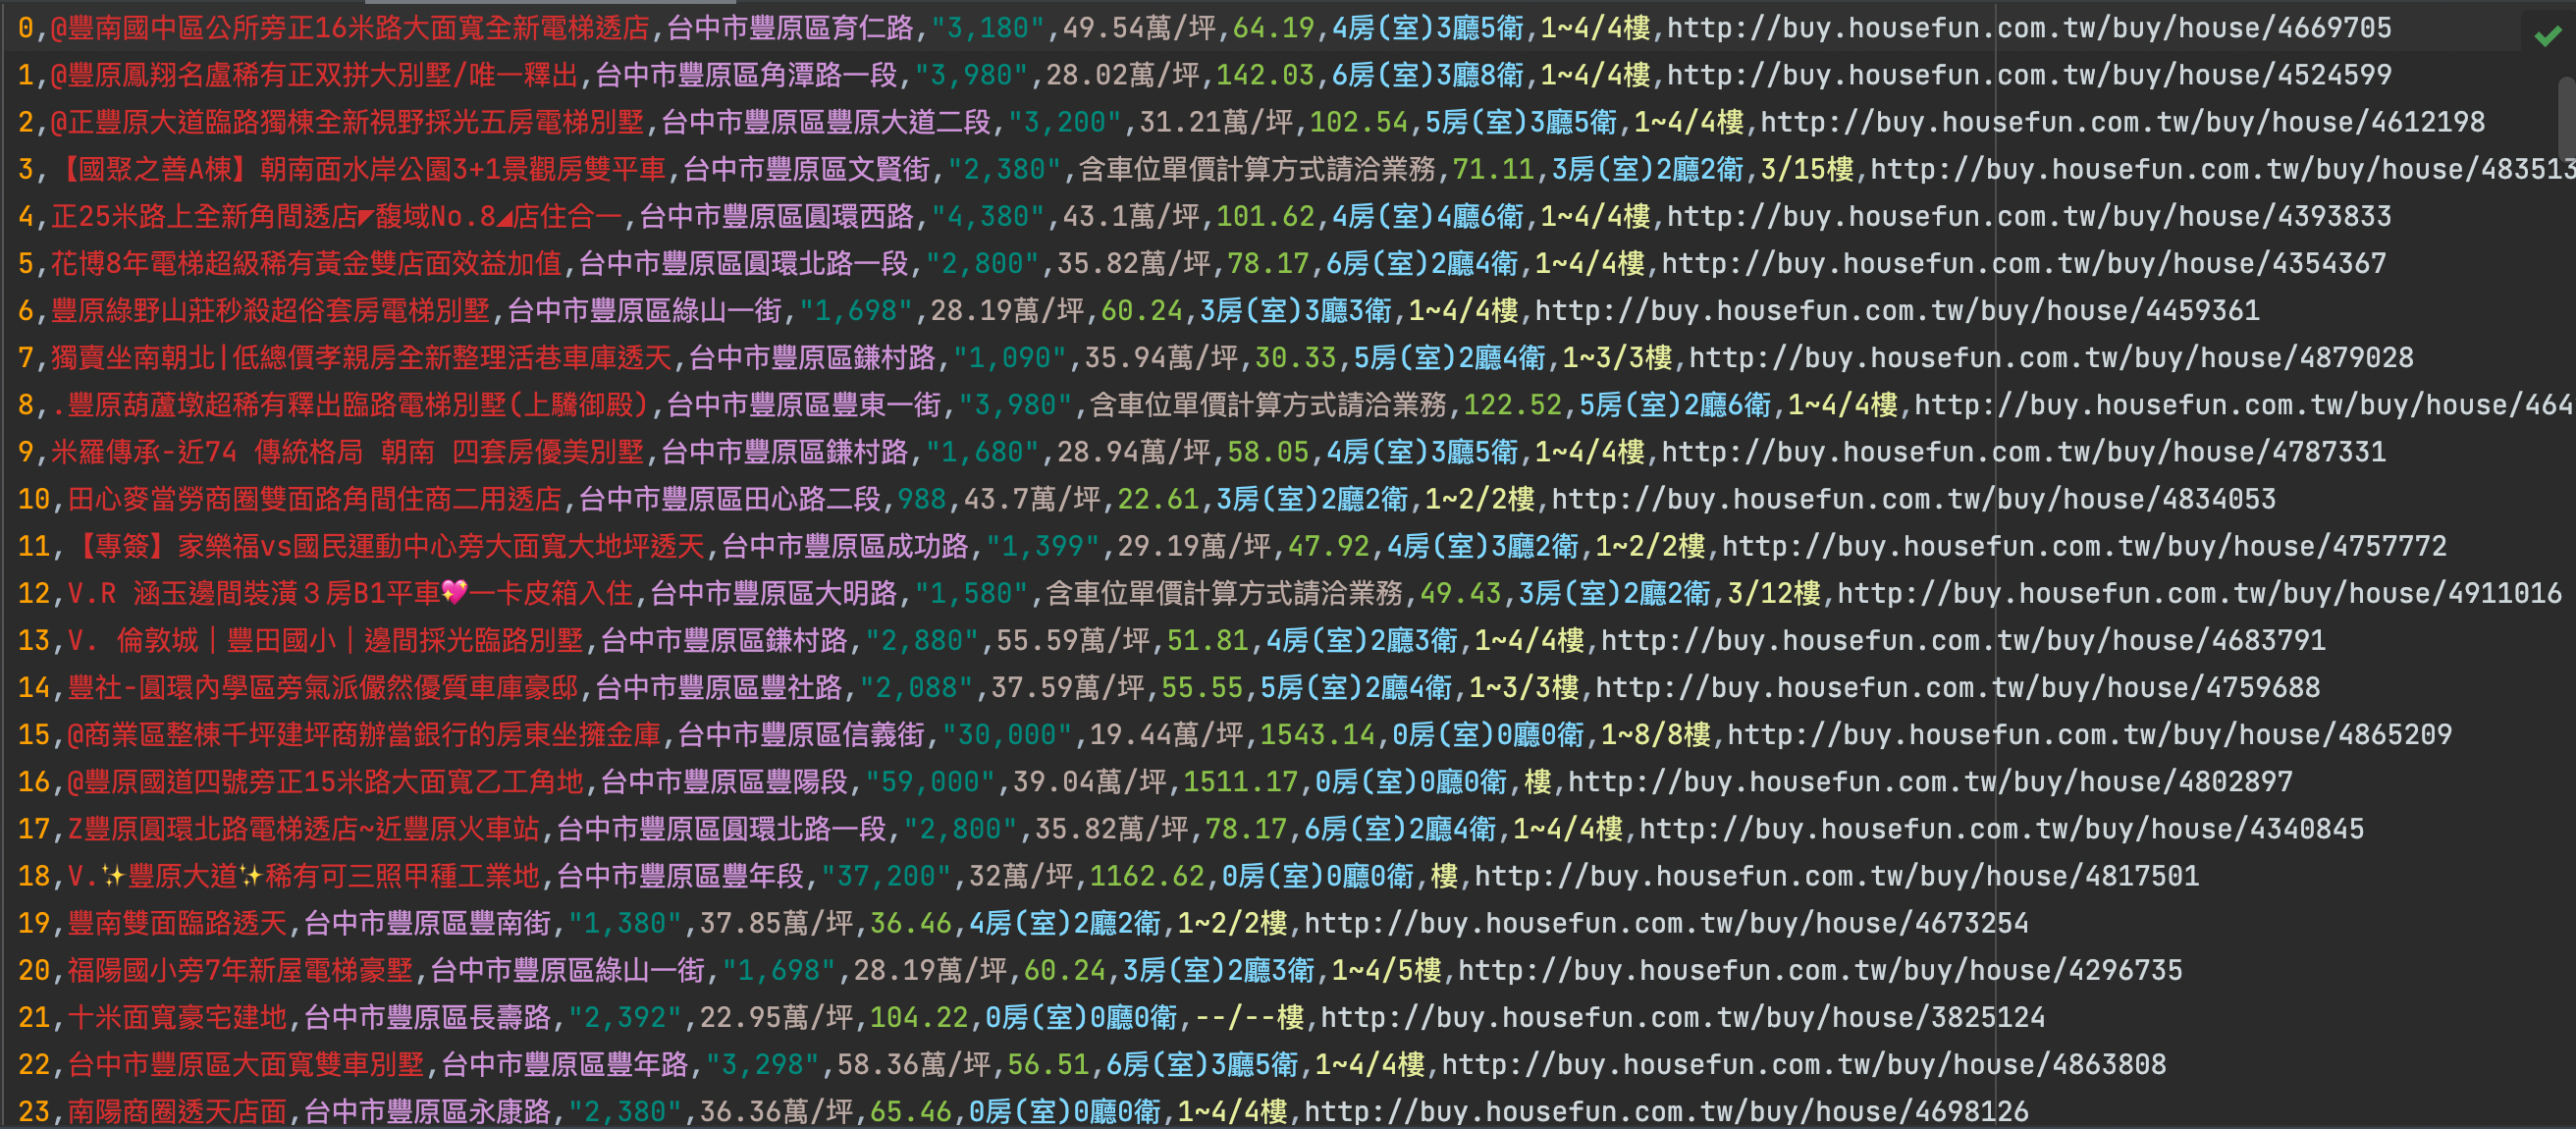 0,@豐南國中區公所旁正16米路大面寬全新電梯透店,台中市豐原區育仁路,"3,180",49.54萬/坪,64.19,4房(室)3廳5衛,1~4/4樓,http://buy.housefun.com.tw/buy/house/4669705
1,@豐原鳳翔名盧稀有正双拼大別墅/唯一釋出,台中市豐原區角潭路一段,"3,980",28.02萬/坪,142.03,6房(室)3廳8衛,1~4/4樓,http://buy.housefun.com.tw/buy/house/4524599
2,@正豐原大道臨路獨棟全新視野採光五房電梯別墅,台中市豐原區豐原大道二段,"3,200",31.21萬/坪,102.54,5房(室)3廳5衛,1~4/4樓,http://buy.housefun.com.tw/buy/house/4612198
3,【國聚之善A棟】朝南面水岸公園3+1景觀房雙平車,台中市豐原區文賢街,"2,380",含車位單價計算方式請洽業務,71.11,3房(室)2廳2衛,3/15樓,http://buy.housefun.com.tw/buy/house/483513
4,正25米路上全新角間透店◤馥域No.8◢店住合一,台中市豐原區圓環西路,"4,380",43.1萬/坪,101.62,4房(室)4廳6衛,1~4/4樓,http://buy.housefun.com.tw/buy/house/4393833
5,花博8年電梯超級稀有黃金雙店面效益加值,台中市豐原區圓環北路一段,"2,800",35.82萬/坪,78.17,6房(室)2廳4衛,1~4/4樓,http://buy.housefun.com.tw/buy/house/4354367
6,豐原綠野山莊秒殺超俗套房電梯別墅,台中市豐原區綠山一街,"1,698",28.19萬/坪,60.24,3房(室)3廳3衛,1~4/4樓,http://buy.housefun.com.tw/buy/house/4459361
7,獨賣坐南朝北|低總價孝親房全新整理活巷車庫透天,台中市豐原區鎌村路,"1,090",35.94萬/坪,30.33,5房(室)2廳4衛,1~3/3樓,http://buy.housefun.com.tw/buy/house/4879028
8,.豐原葫蘆墩超稀有釋出臨路電梯別墅(上驣御殿),台中市豐原區豐東一街,"3,980",含車位單價計算方式請洽業務,122.52,5房(室)2廳6衛,1~4/4樓,http://buy.housefun.com.tw/buy/house/464
9,米羅傳承-近74 傳統格局 朝南 四套房優美別墅,台中市豐原區鎌村路,"1,680",28.94萬/坪,58.05,4房(室)3廳5衛,1~4/4樓,http://buy.housefun.com.tw/buy/house/4787331
10,田心麥當勞商圈雙面路角間住商二用透店,台中市豐原區田心路二段,988,43.7萬/坪,22.61,3房(室)2廳2衛,1~2/2樓,http://buy.housefun.com.tw/buy/house/4834053
11,【專簽】家樂福vs國民運動中心旁大面寬大地坪透天,台中市豐原區成功路,"1,399",29.19萬/坪,47.92,4房(室)3廳2衛,1~2/2樓,http://buy.housefun.com.tw/buy/house/4757772
12,V.R 涵玉邊間裝潢３房B1平車💖一卡皮箱入住,台中市豐原區大明路,"1,580",含車位單價計算方式請洽業務,49.43,3房(室)2廳2衛,3/12樓,http://buy.housefun.com.tw/buy/house/4911016
13,V. 倫敦城｜豐田國小｜邊間採光臨路別墅,台中市豐原區鎌村路,"2,880",55.59萬/坪,51.81,4房(室)2廳3衛,1~4/4樓,http://buy.housefun.com.tw/buy/house/4683791
14,豐社-圓環內學區旁氣派儼然優質車庫豪邸,台中市豐原區豐社路,"2,088",37.59萬/坪,55.55,5房(室)2廳4衛,1~3/3樓,http://buy.housefun.com.tw/buy/house/4759688
15,@商業區整棟千坪建坪商辦當銀行的房東坐擁金庫,台中市豐原區信義街,"30,000",19.44萬/坪,1543.14,0房(室)0廳0衛,1~8/8樓,http://buy.housefun.com.tw/buy/house/4865209
16,@豐原國道四號旁正15米路大面寬乙工角地,台中市豐原區豐陽段,"59,000",39.04萬/坪,1511.17,0房(室)0廳0衛,樓,http://buy.housefun.com.tw/buy/house/4802897
17,Z豐原圓環北路電梯透店~近豐原火車站,台中市豐原區圓環北路一段,"2,800",35.82萬/坪,78.17,6房(室)2廳4衛,1~4/4樓,http://buy.housefun.com.tw/buy/house/4340845
18,V.✨豐原大道✨稀有可三照甲種工業地,台中市豐原區豐年段,"37,200",32萬/坪,1162.62,0房(室)0廳0衛,樓,http://buy.housefun.com.tw/buy/house/4817501
19,豐南雙面臨路透天,台中市豐原區豐南街,"1,380",37.85萬/坪,36.46,4房(室)2廳2衛,1~2/2樓,http://buy.housefun.com.tw/buy/house/4673254
20,福陽國小旁7年新屋電梯豪墅,台中市豐原區綠山一街,"1,698",28.19萬/坪,60.24,3房(室)2廳3衛,1~4/5樓,http://buy.housefun.com.tw/buy/house/4296735
21,十米面寬豪宅建地,台中市豐原區長壽路,"2,392",22.95萬/坪,104.22,0房(室)0廳0衛,--/--樓,http://buy.housefun.com.tw/buy/house/3825124
22,台中市豐原區大面寬雙車別墅,台中市豐原區豐年路,"3,298",58.36萬/坪,56.51,6房(室)3廳5衛,1~4/4樓,http://buy.housefun.com.tw/buy/house/4863808
23,南陽商圈透天店面,台中市豐原區永康路,"2,380",36.36萬/坪,65.46,0房(室)0廳0衛,1~4/4樓,http://buy.housefun.com.tw/buy/house/4698126